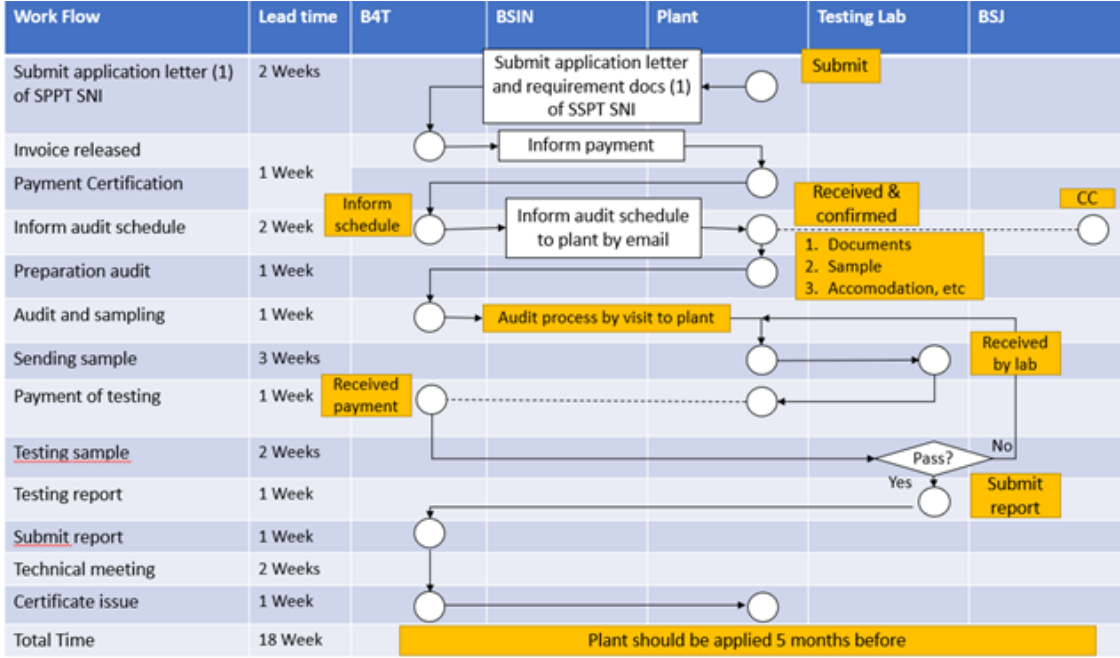 Work Flow Lead time B4T BSIN Plant Testing Lab BSJ
Submit application letter (1)
of SPPT SNI
2 Weeks
Submit application letter
and requirement docs (1)
of SSPT SNI
Submit
Invoice released
Inform payment
1 Week
Payment Certification
Inform
schedule
Received &
confirmed
CC
Inform audit schedule
2 Week
Inform audit schedule
to plant by email
Preparation audit
1 Week
1. Documents
2. Sample
3. Accomodation, etc
Audit and sampling
1 Week
Audit process by visit to plant
Sending sample
3 Weeks
Received
by lab
Payment of testing
1 Week
Received
payment
Testing sample
2 Weeks
Pass?
No
Yes
Testing report
1 Week
Submit
report
Submit report
1 Week
Technical meeting
2 Weeks
Certificate issue
1 Week
Total Time
18 Week
Plant should be applied 5 months before